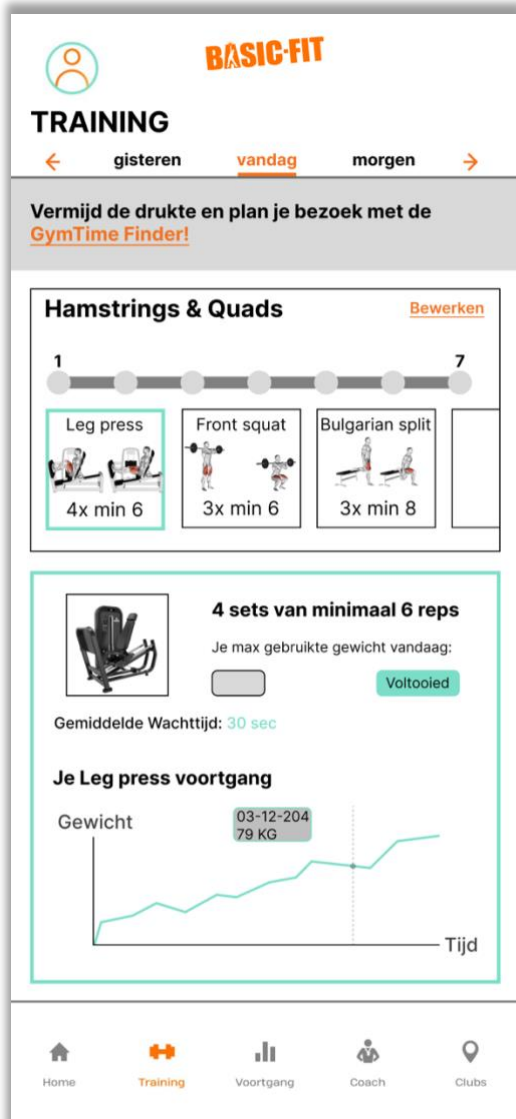 BASIC-FIT
TRAINING
← gisteren vandag morgen →
Vermijd de drukte en plan je bezoek met de
GymTime Finder!
Hamstrings & Quads Bewerken
1 7
Leg press Front squat Bulgarian split
4x min 6 3x min 6 3x min 8
4 sets van minimaal 6 reps
Je max gebruikte gewicht vandaag:
Voltooied
Gemiddelde Wachttijd: 30 sec
Je Leg press voortgang
Gewicht
03-12-204
79 KG
Tijd
Home Training Voortgang Coach Clubs